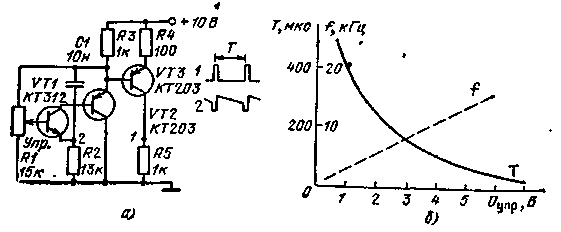 +10В
C1
10н
R3
1к
R4
100
VT1
КТ312
VT3
КТ203
VT2
КТ203
T
1
2
Упр.
R1
15к
2
R2
13к
1
R5
1к
а)
T, мкс
f, кГц
400
20
200
10
0
1 2 3 4 5 Uупр, В
f
T
б)